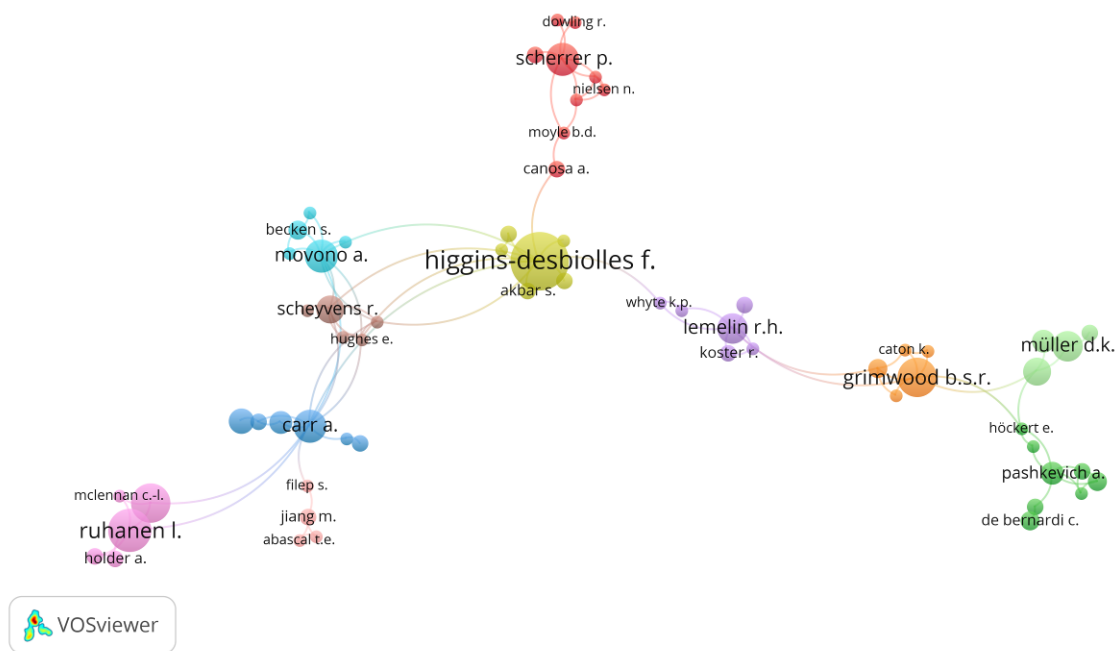 dowling r.
scherrer p.
nielsen n.
moyle b.d.
canosa a.
becken s.
movono a.
higgins-desbiolles f.
akbar s.
scheyvens r.
hughes e.
whyte k.p.
lemelin r.h.
koster r.
caton k.
grimwood b.s.r.
müller d.k.
carr a.
höckert e.
pashkevich a.
de bernardi c.
filep s.
jiang m.
abascal t.e.
mclennan c.-l.
ruhanen l.
holder a.
VOSviewer